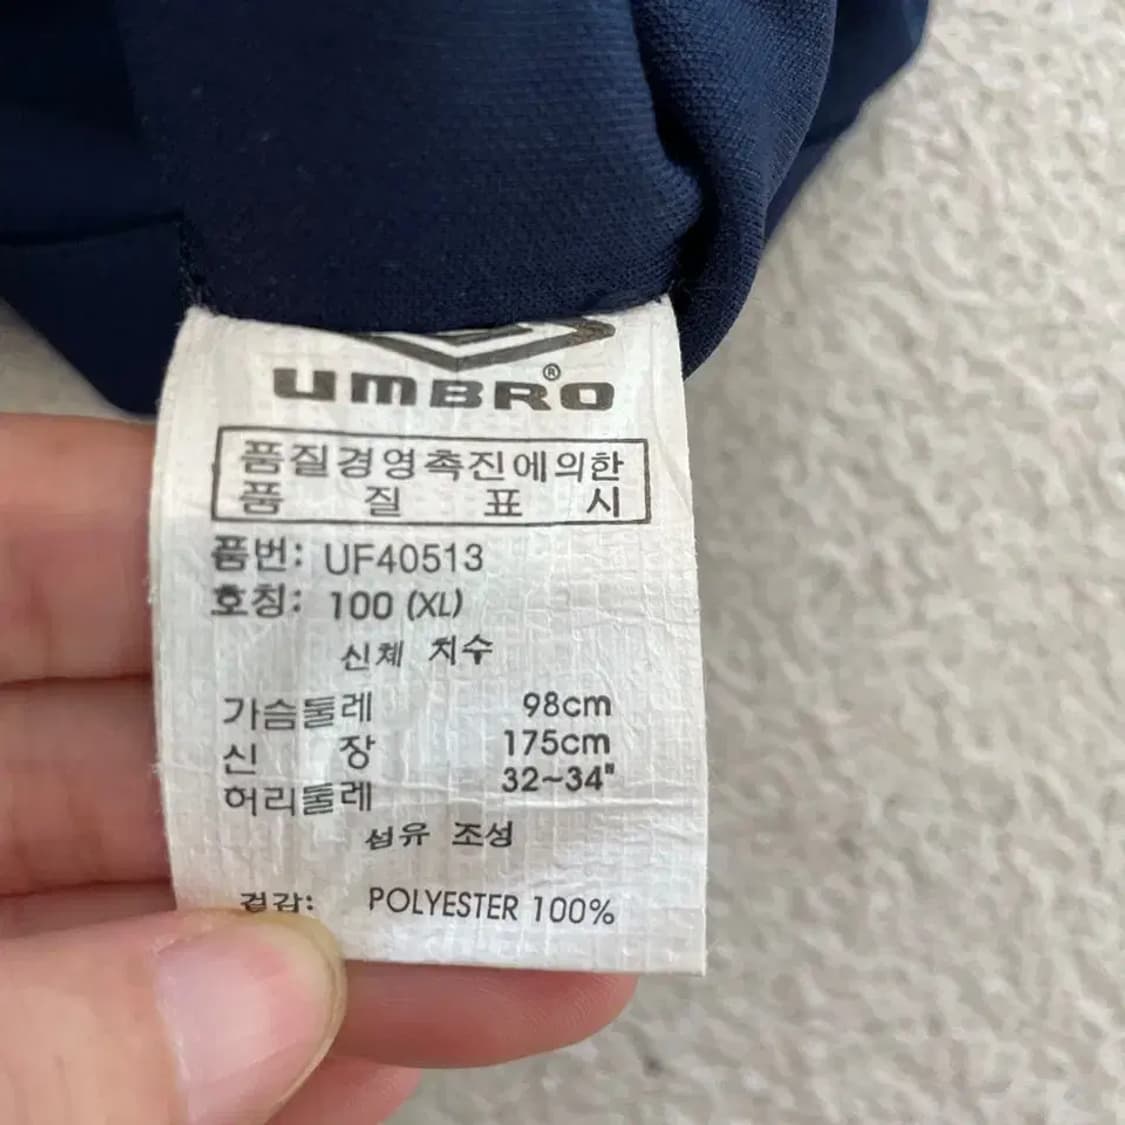 UMBRO®
품질경영촉진에의한
품 질 표 시
품번: UF40513
호칭: 100 (XL)
신체 치수
가슴둘레 98cm
신 장 175cm
허리둘레 32~34"
섬유 조성
겉감: POLYESTER 100%